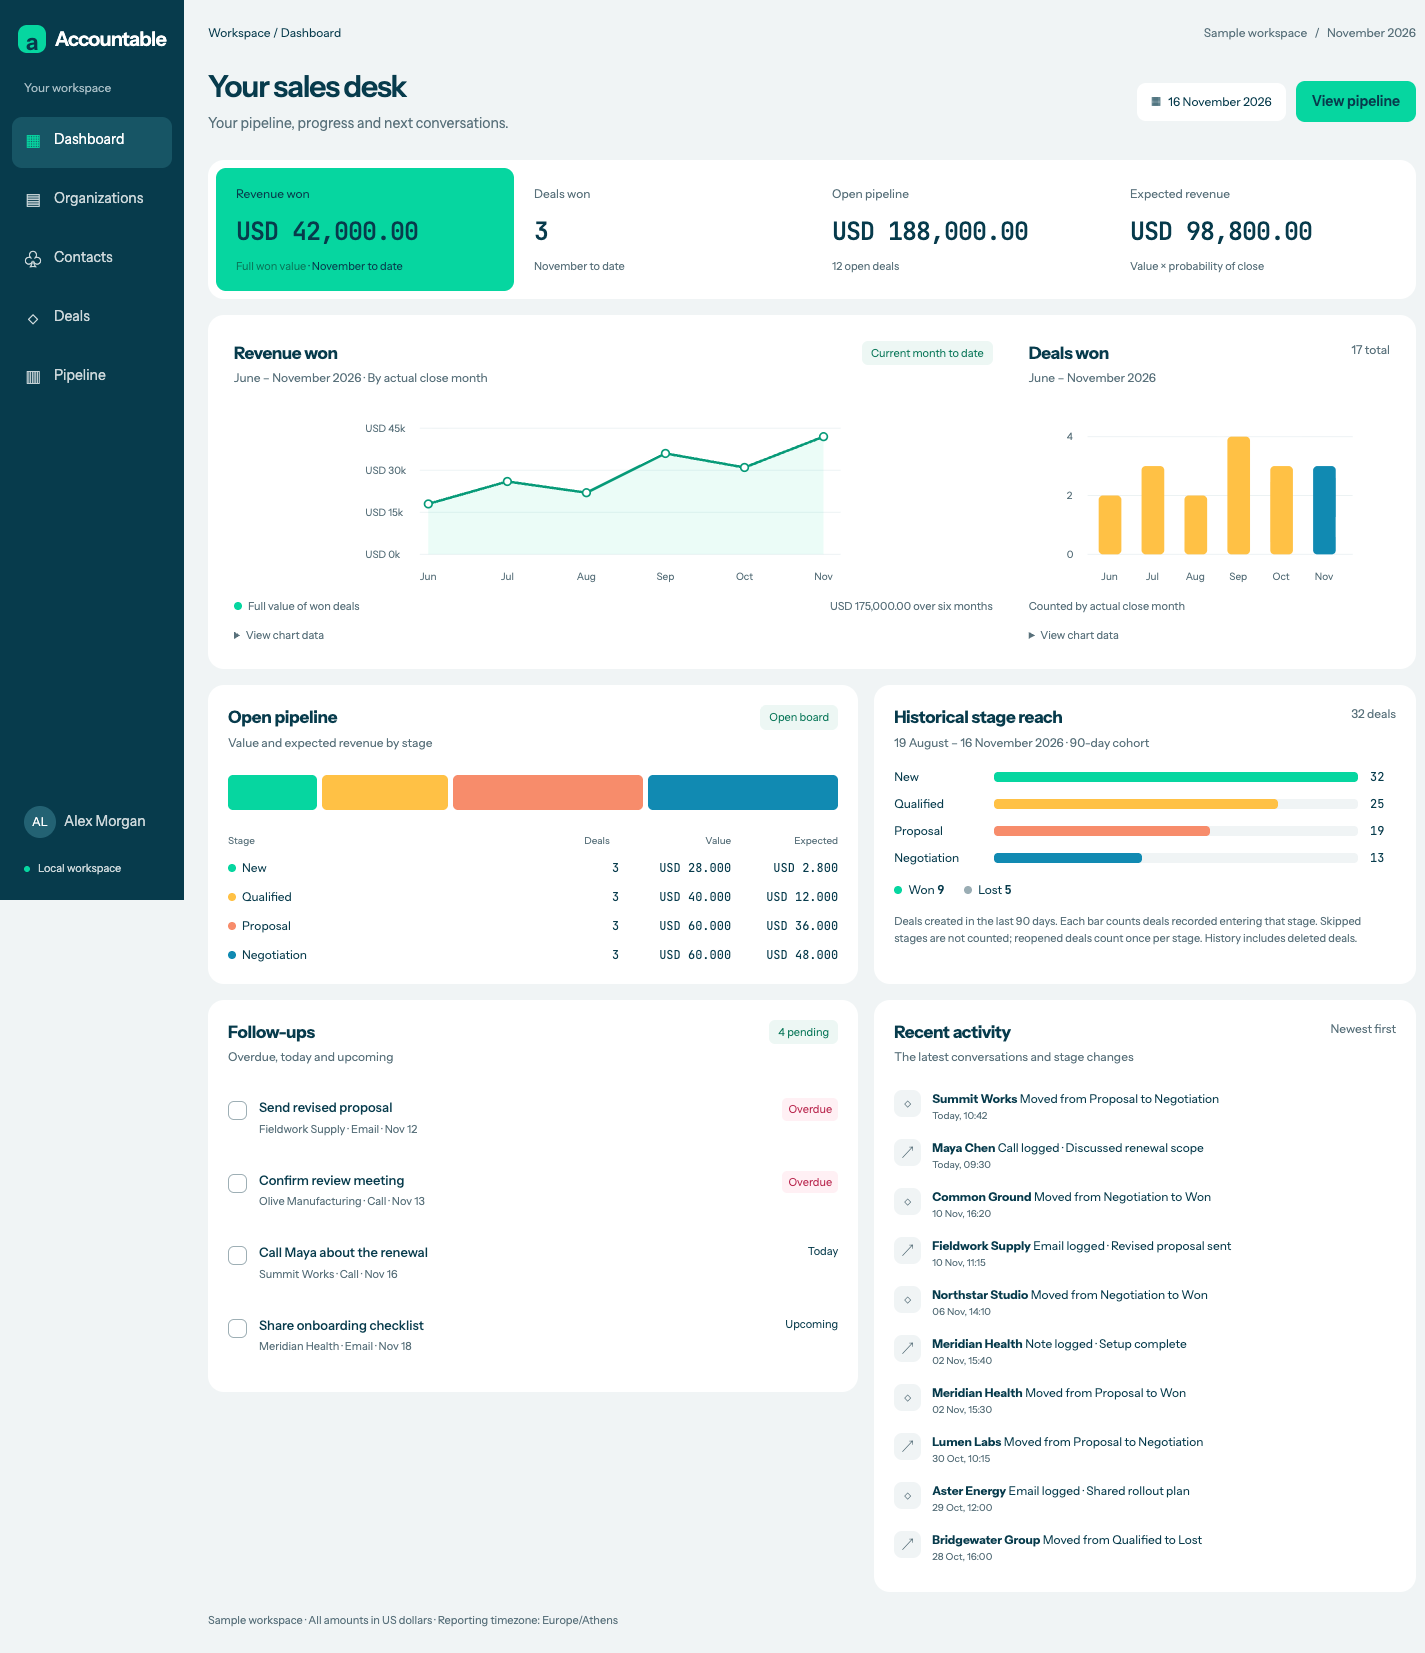 a Accountable
Your workspace
Dashboard
Organizations
Contacts
Deals
Pipeline
AL Alex Morgan
Local workspace
Workspace / Dashboard
Sample workspace / November 2026
Your sales desk
Your pipeline, progress and next conversations.
16 November 2026
View pipeline
Revenue won
USD 42,000.00
Full won value · November to date
Deals won
3
November to date
Open pipeline
USD 188,000.00
12 open deals
Expected revenue
USD 98,800.00
Value × probability of close
Revenue won
Current month to date
June – November 2026 · By actual close month
USD 45k
USD 30k
USD 15k
USD 0k
Jun Jul Aug Sep Oct Nov
Full value of won deals
USD 175,000.00 over six months
View chart data
Deals won
17 total
June – November 2026
4
2
0
Jun Jul Aug Sep Oct Nov
Counted by actual close month
View chart data
Open pipeline
Open board
Value and expected revenue by stage
Stage Deals Value Expected
New 3 USD 28.000 USD 2.800
Qualified 3 USD 40.000 USD 12.000
Proposal 3 USD 60.000 USD 36.000
Negotiation 3 USD 60.000 USD 48.000
Historical stage reach
32 deals
19 August – 16 November 2026 · 90-day cohort
New 32
Qualified 25
Proposal 19
Negotiation 13
Won 9 Lost 5
Deals created in the last 90 days. Each bar counts deals recorded entering that stage. Skipped
stages are not counted; reopened deals count once per stage. History includes deleted deals.
Follow-ups
4 pending
Overdue, today and upcoming
Send revised proposal
Overdue
Fieldwork Supply · Email · Nov 12
Confirm review meeting
Overdue
Olive Manufacturing · Call · Nov 13
Call Maya about the renewal
Today
Summit Works · Call · Nov 16
Share onboarding checklist
Upcoming
Meridian Health · Email · Nov 18
Recent activity
Newest first
The latest conversations and stage changes
Summit Works Moved from Proposal to Negotiation
Today, 10:42
Maya Chen Call logged · Discussed renewal scope
Today, 09:30
Common Ground Moved from Negotiation to Won
10 Nov, 16:20
Fieldwork Supply Email logged · Revised proposal sent
10 Nov, 11:15
Northstar Studio Moved from Negotiation to Won
06 Nov, 14:10
Meridian Health Note logged · Setup complete
02 Nov, 15:40
Meridian Health Moved from Proposal to Won
02 Nov, 15:30
Lumen Labs Moved from Proposal to Negotiation
30 Oct, 10:15
Aster Energy Email logged · Shared rollout plan
29 Oct, 12:00
Bridgewater Group Moved from Qualified to Lost
28 Oct, 16:00
Sample workspace · All amounts in US dollars · Reporting timezone: Europe/Athens